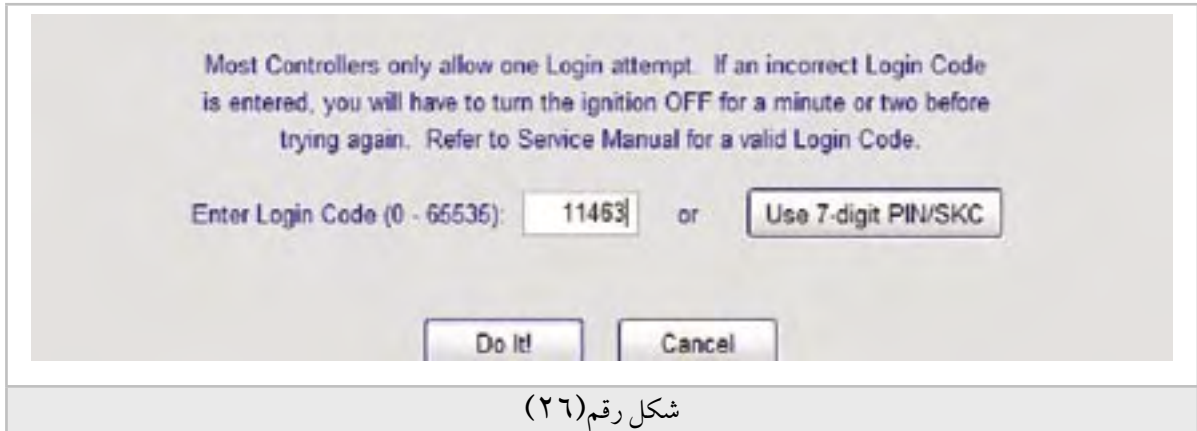 Most Controllers only allow one Login attempt. If an incorrect Login Code
is entered, you will have to turn the ignition OFF for a minute or two before
trying again. Refer to Service Manual for a valid Login Code.
Enter Login Code (0 - 65535): 11463 or Use 7-digit PIN/SKC
Do It! Cancel
شكل رقم(٢٦)